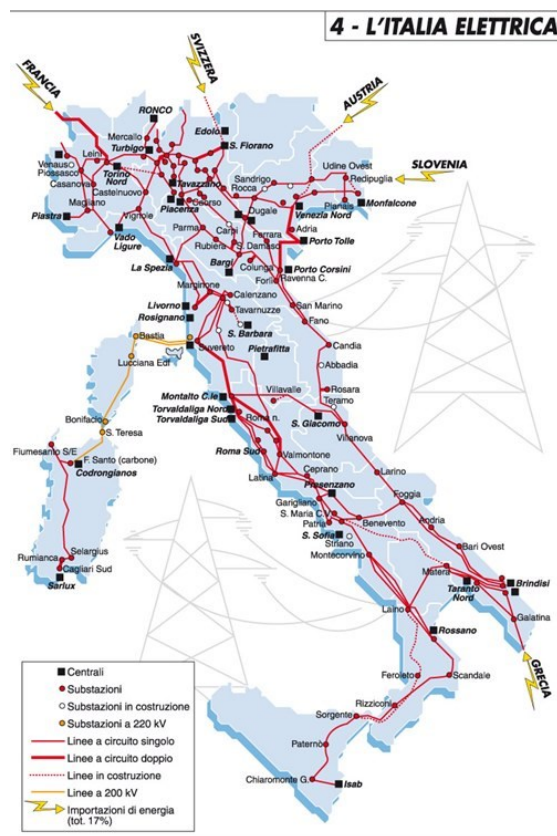 4 - L'ITALIA ELETTRICA
SVIZZERA
FRANCIA
AUSTRIA
RONCO
Edolo
Mercallo
Turbigo
S. Fiorano
SLOVENIA
Udine Ovest
Redipuglia
Leinì
Venaus
Piossasco
Torino
Nord
Tavazzano
Sandrigo
Rocca
Casanova
Castelnuovo
Planais
Monfalcone
Magliano
Piacenza
Caorso
Dugale
Venezia Nord
Piastra
Vignole
Parma
Carpi
Ferrara
Adria
Vado
Ligure
Rubiera
S. Damaso
Porto Tolle
Bargi
Colunga
La Spezia
Porto Corsini
Forlì
Ravenna C.
Marginone
Calenzano
Livorno
Tavarnuzze
San Marino
Rosignano
Fano
S. Barbara
Bastia
Suvereto
Candia
Pietrafitta
Lucciana Edf
Abbadia
Villavalle
Rosara
Montalto C.le
Teramo
Torvaldaliga Nord
Torvaldaliga Sud
Roma n.
S. Giacomo
Bonifacio
S. Teresa
Villanova
Fiumesanto S/E
Roma Sud
Valmontone
F. Santo (carbone)
Codrongianos
Latina
Ceprano
Larino
Presenzano
Foggia
Garigliano
S. Maria C.V.
Patria
Benevento
Andria
S. Sofia
Striano
Bari Ovest
Montecorvino
Selargius
Rumianca
Cagliari Sud
Sarlux
Matera
Taranto
Nord
Brindisi
Laino
Galatina
Rossano
GRECIA
Feroleto
Scandale
Rizziconi
Sorgente
Paternò
Chiaromonte G.
Isab
Centrali
Substazioni
Substazioni in costruzione
Substazioni a 220 kV
Linee a circuito singolo
Linee a circuito doppio
Linee in costruzione
Linee a 200 kV
Importazioni di energia
(tot. 17%)